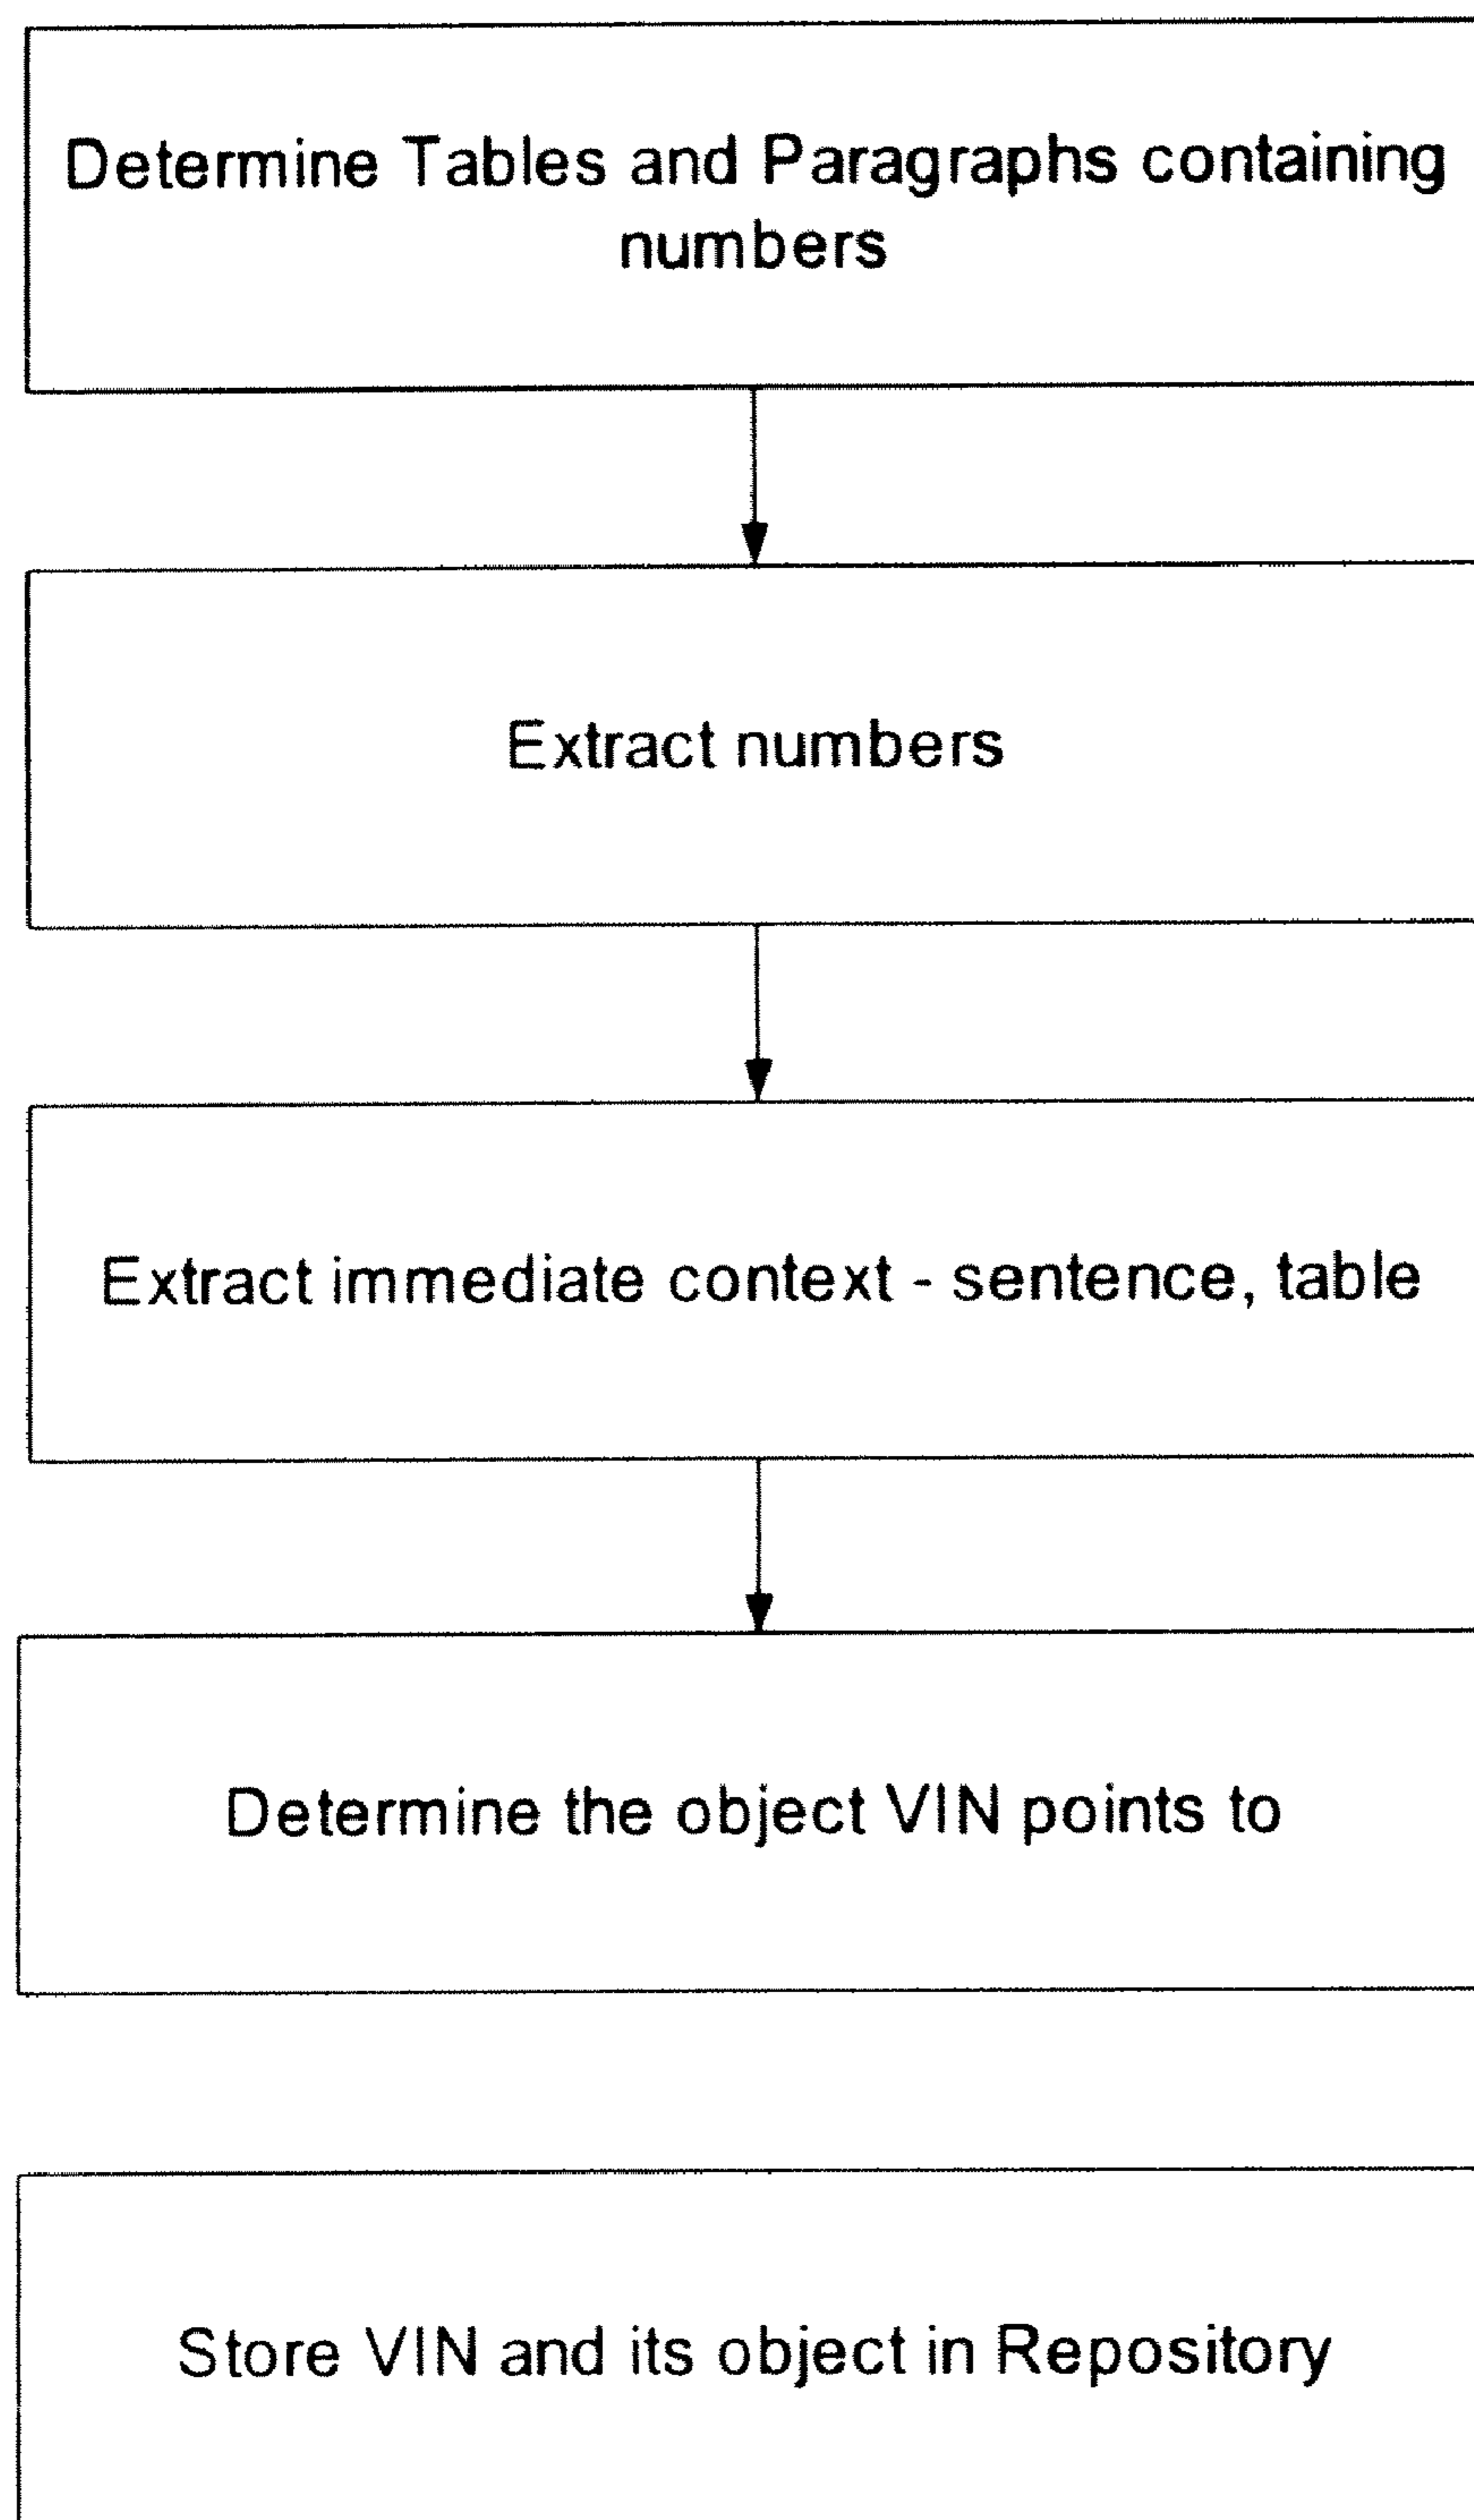 Determine Tables and Paragraphs containing
numbers
Extract numbers
Extract immediate context - sentence, table
Determine the object VIN points to
Store VIN and its object in Repository